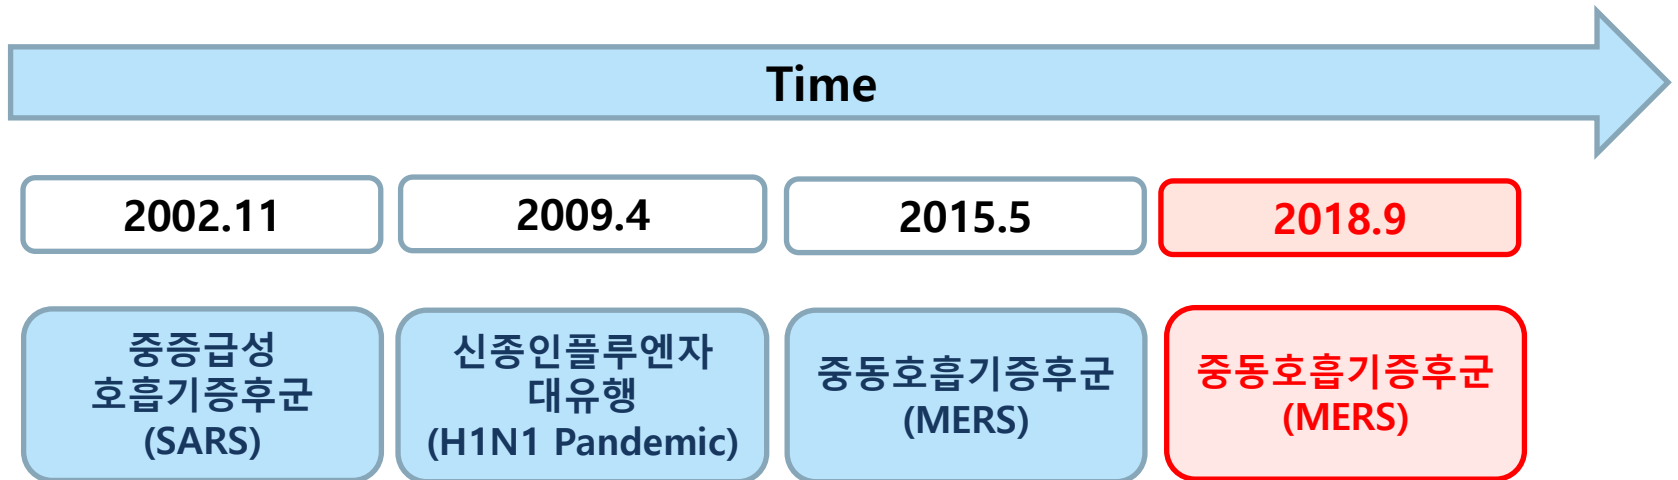 Time
2002.11
2009.4
2015.5
2018.9
중증급성
호흡기증후군
(SARS)
신종인플루엔자
대유행
(H1N1 Pandemic)
중동호흡기증후군
(MERS)
중동호흡기증후군
(MERS)